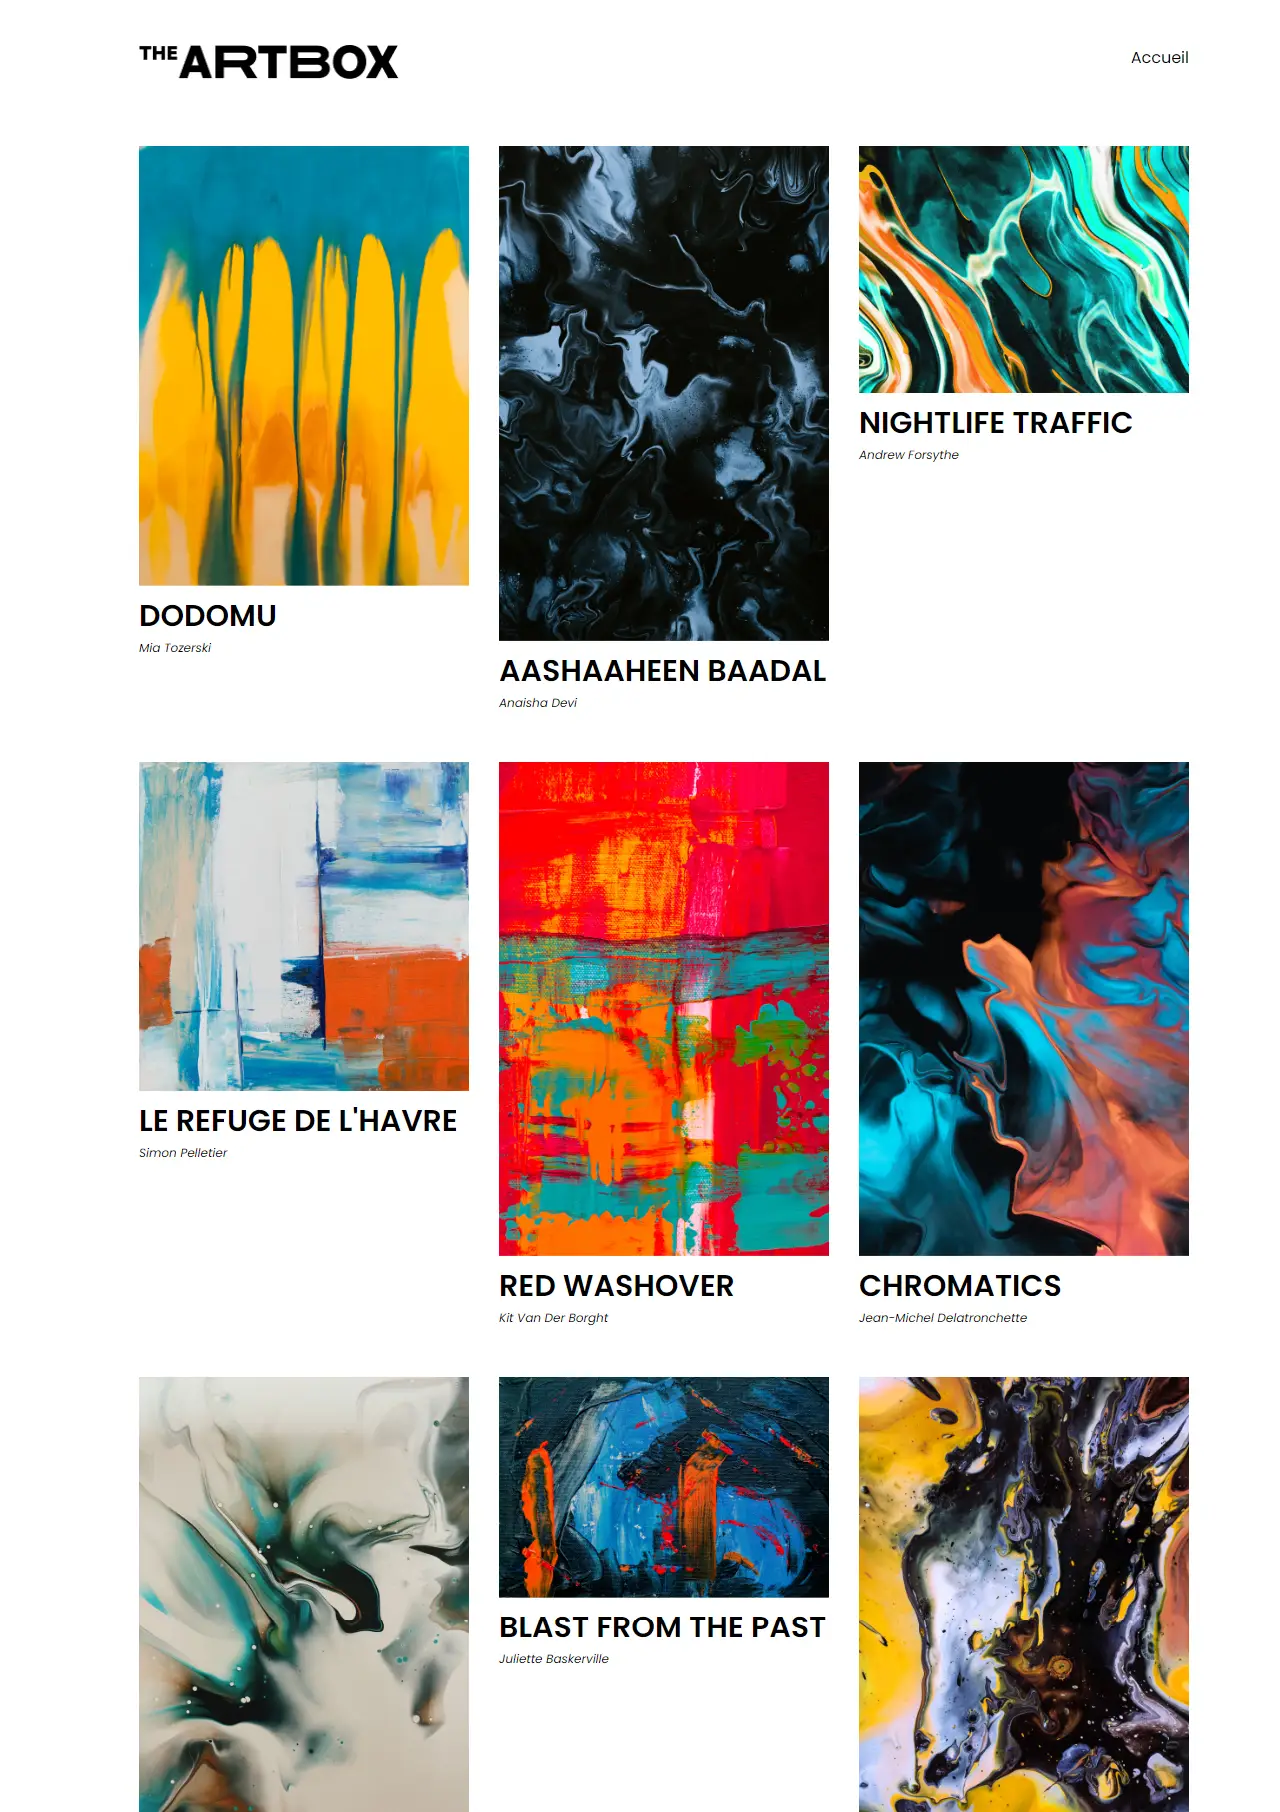 THE ARTBOX
Accueil
DODOMU
Mia Tozerski
AASHAAHEEN BAADAL
Anaisha Devi
NIGHTLIFE TRAFFIC
Andrew Forsythe
LE REFUGE DE L'HAVRE
Simon Pelletier
RED WASHOVER
Kit Van Der Borght
CHROMATICS
Jean-Michel Delatronchette
BLAST FROM THE PAST
Juliette Baskerville